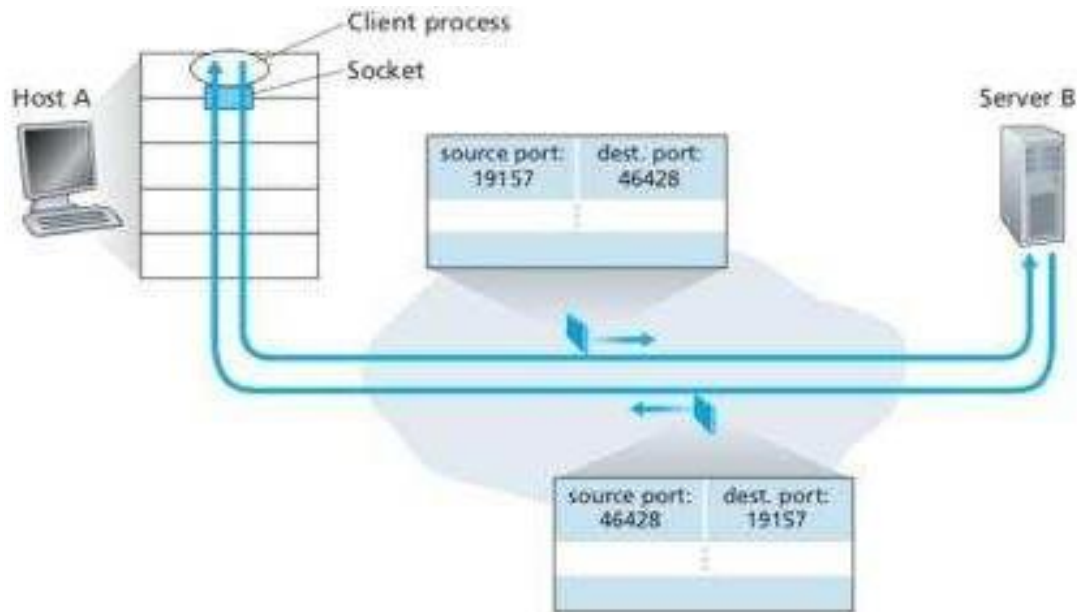 Client process
Socket
Host A
Server B
source port:
19157
dest. port:
46428
source port:
46428
dest. port:
19157